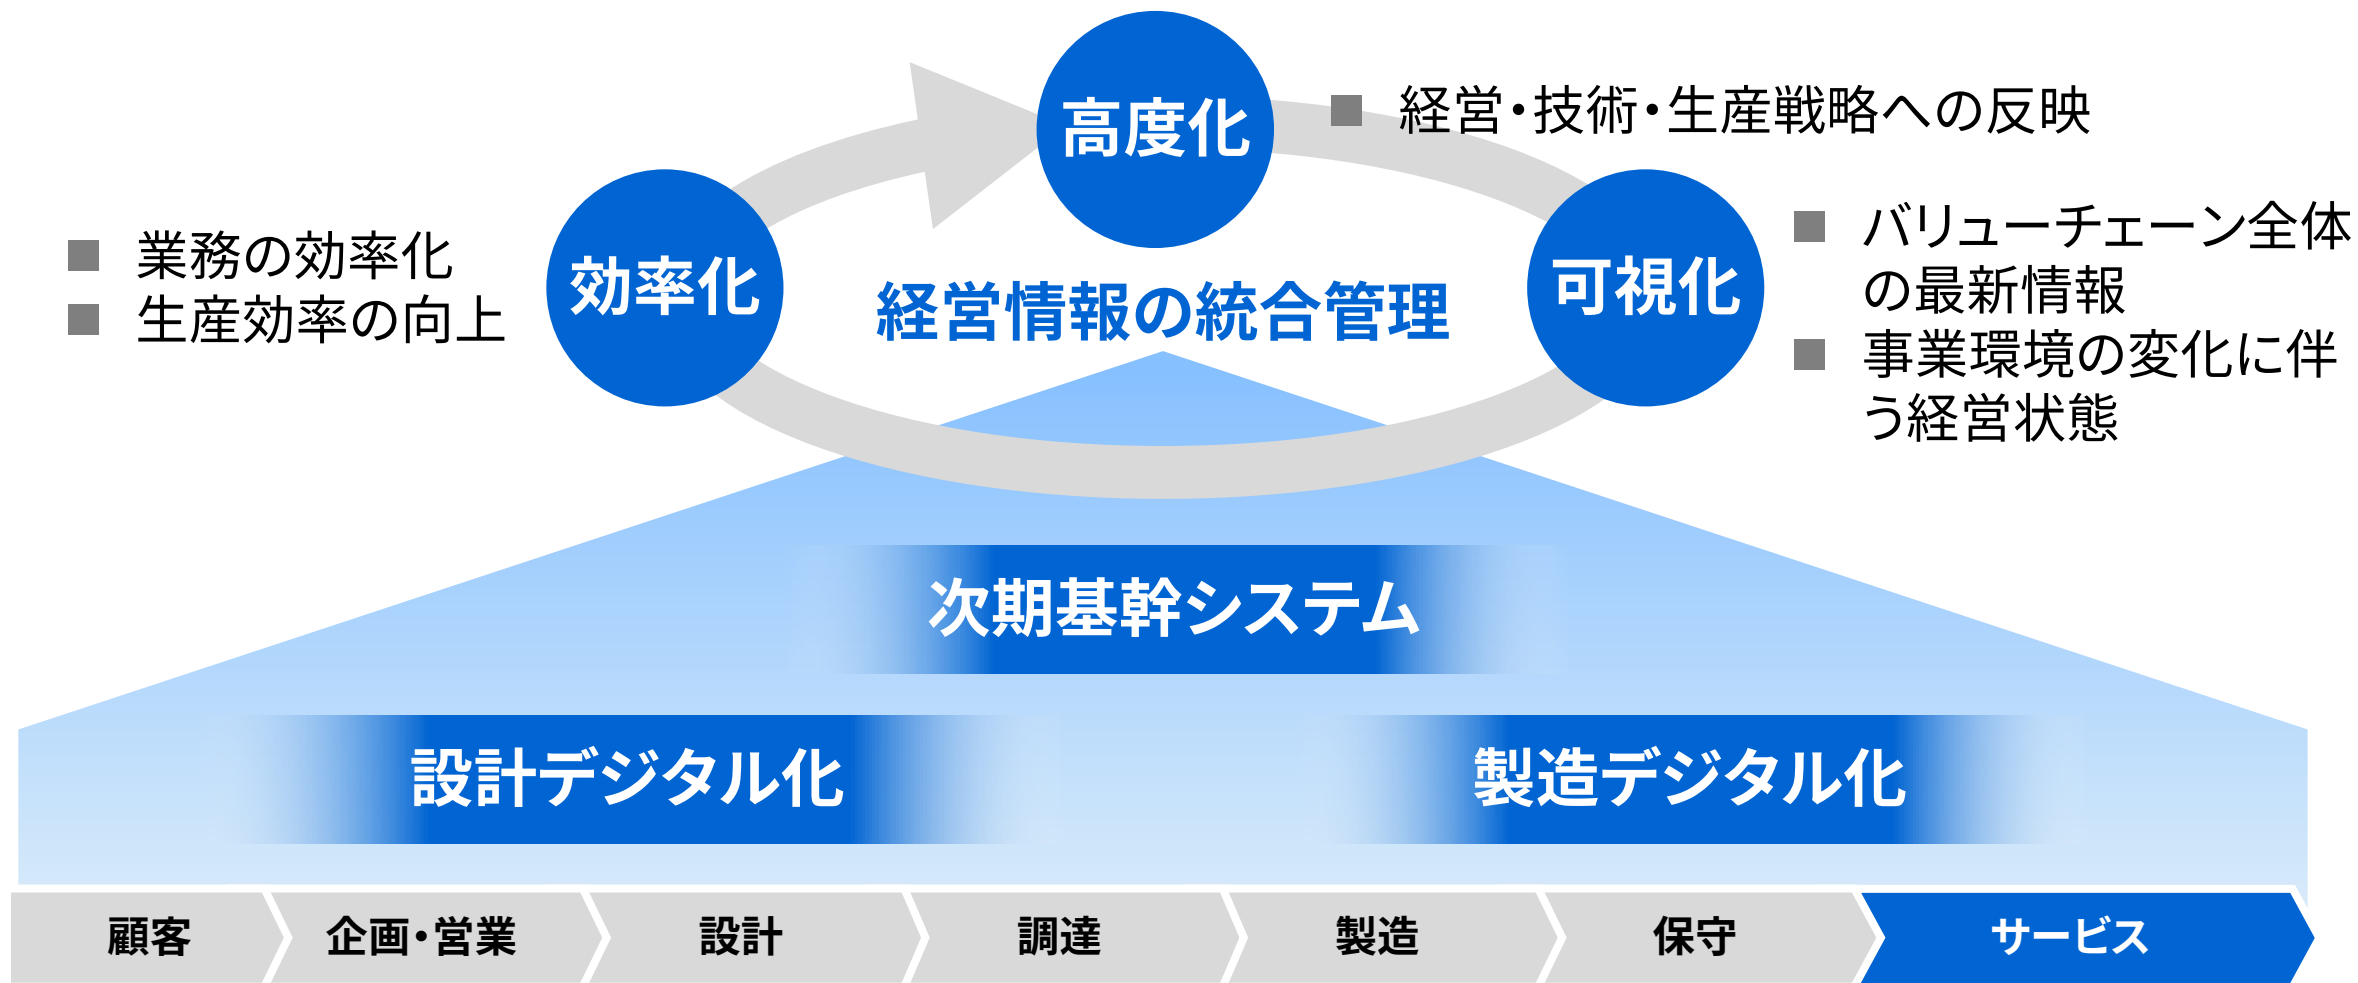 高度化
経営・技術・生産戦略への反映
効率化
業務の効率化
生産効率の向上
可視化
バリューチェーン全体
の最新情報
事業環境の変化に伴
う経営状態
経営情報の統合管理
次期基幹システム
設計デジタル化
製造デジタル化
顧客
企画・営業
設計
調達
製造
保守
サービス